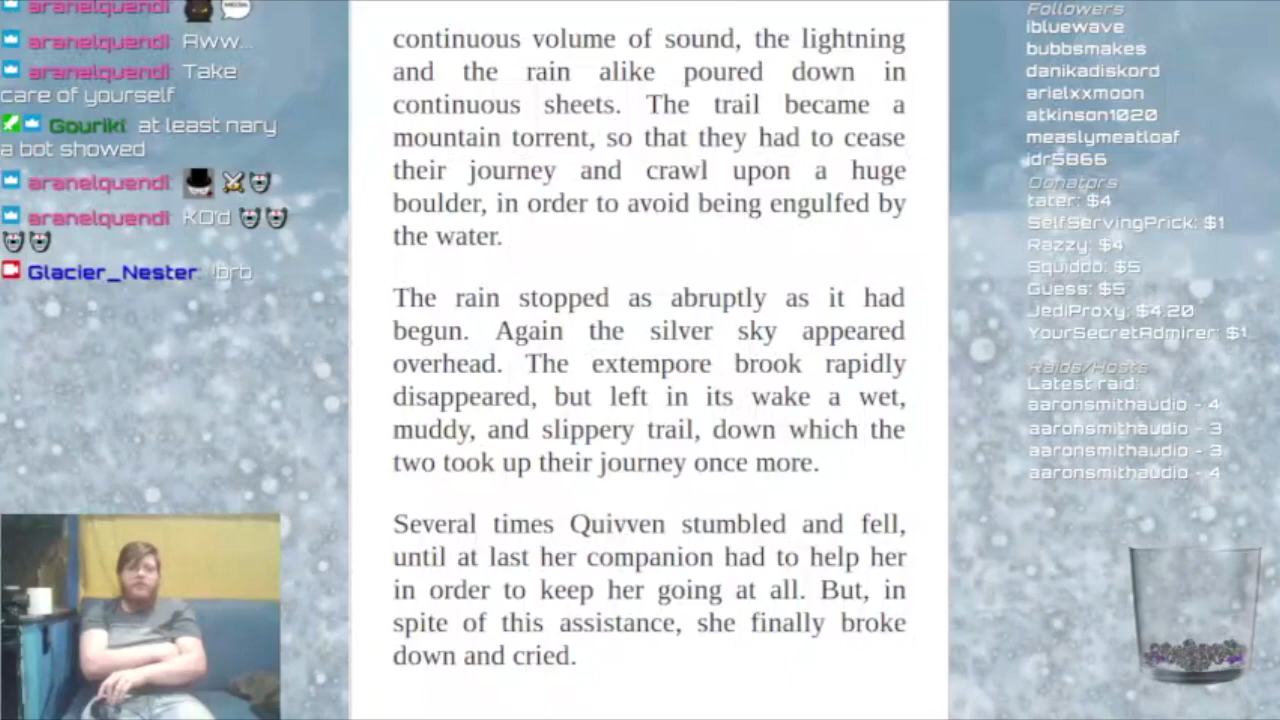 aranelquendi:
aranelquendi: Aww...
aranelquendi: Take
care of yourself
Gouriki: at least nary
a bot showed
aranelquendi:
aranelquendi: KO'd
Glacier_Nester: !brb
continuous volume of sound, the lightning
and the rain alike poured down in
continuous sheets. The trail became a
mountain torrent, so that they had to cease
their journey and crawl upon a huge
boulder, in order to avoid being engulfed by
the water.
The rain stopped as abruptly as it had
begun. Again the silver sky appeared
overhead. The extempore brook rapidly
disappeared, but left in its wake a wet,
muddy, and slippery trail, down which the
two took up their journey once more.
Several times Quivven stumbled and fell,
until at last her companion had to help her
in order to keep her going at all. But, in
spite of this assistance, she finally broke
down and cried.
Followers
ibluewave
bubbsmakes
danikadiskord
arielxxmoon
atkinson1020
measlymeatloaf
Donators
tater: $4
SelfServingPrick: $1
Razzy: $4
Squidob: $5
Guess: $5
JediProxy: $4.20
YourSecretAdmirer: $1
Raids/Hosts
Latest raid:
aaronsmithaudio - 4
aaronsmithaudio - 3
aaronsmithaudio - 3
aaronsmithaudio - 4